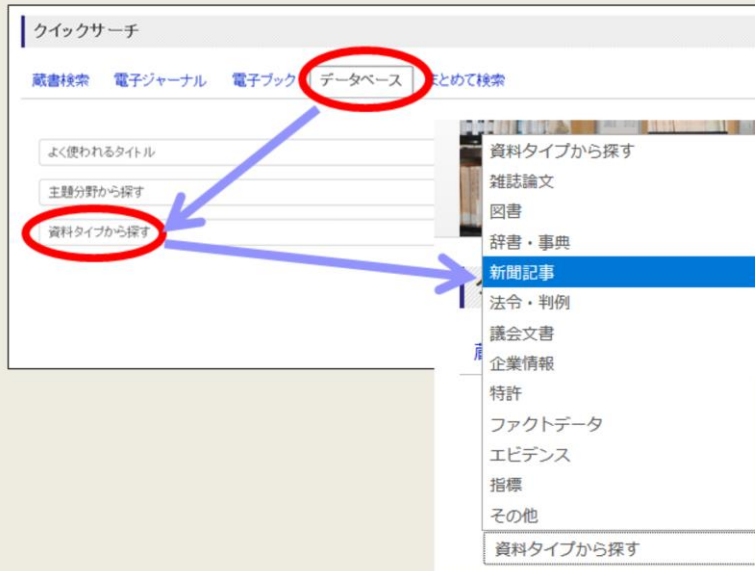 クイックサーチ
蔵書検索 電子ジャーナル 電子ブック データベース まとめて検索
よく使われるタイトル
主題分野から探す
資料タイプから探す
資料タイプから探す
雑誌論文
図書
辞書・事典
新聞記事
法令・判例
議会文書
企業情報
特許
ファクトデータ
エビデンス
指標
その他
資料タイプから探す